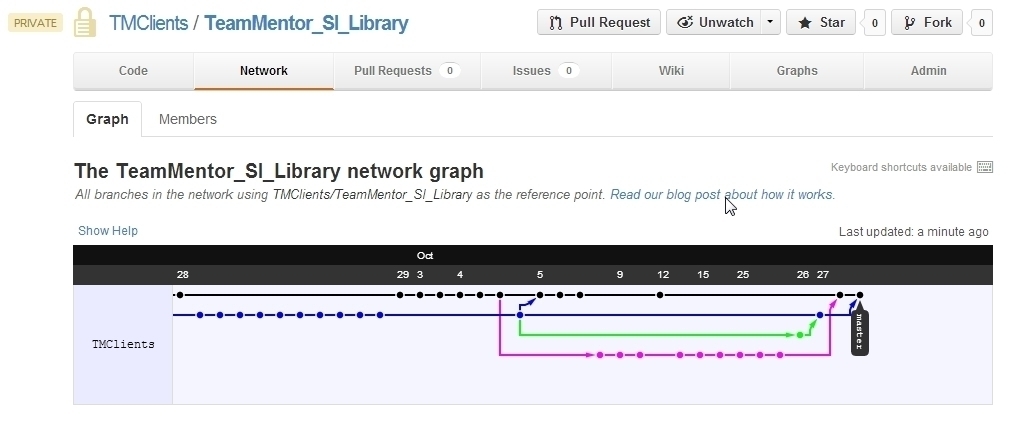 PRIVATE TMClients / TeamMentor_SI_Library Pull Request Unwatch Star 0 Fork 0
Code Network Pull Requests 0 Issues 0 Wiki Graphs Admin
Graph Members
The TeamMentor_SI_Library network graph Keyboard shortcuts available
All branches in the network using TMClients/TeamMentor_SI_Library as the reference point. Read our blog post about how it works.
Show Help Last updated: a minute ago
Oct
28 29 3 4 5 9 12 15 25 26 27
master
TMClients